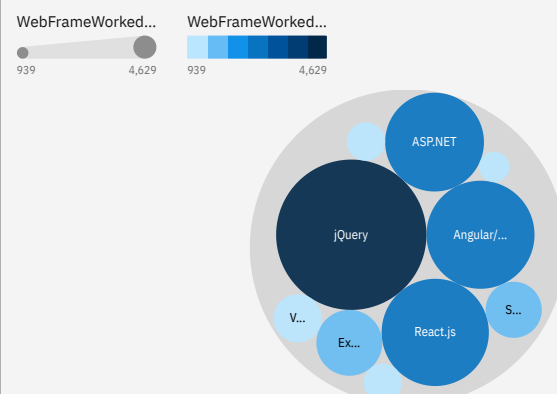 WebFrameWorked... WebFrameWorked...
939 4,629 939 4,629
ASP.NET
jQuery Angular/...
S...
V...
React.js
Ex...